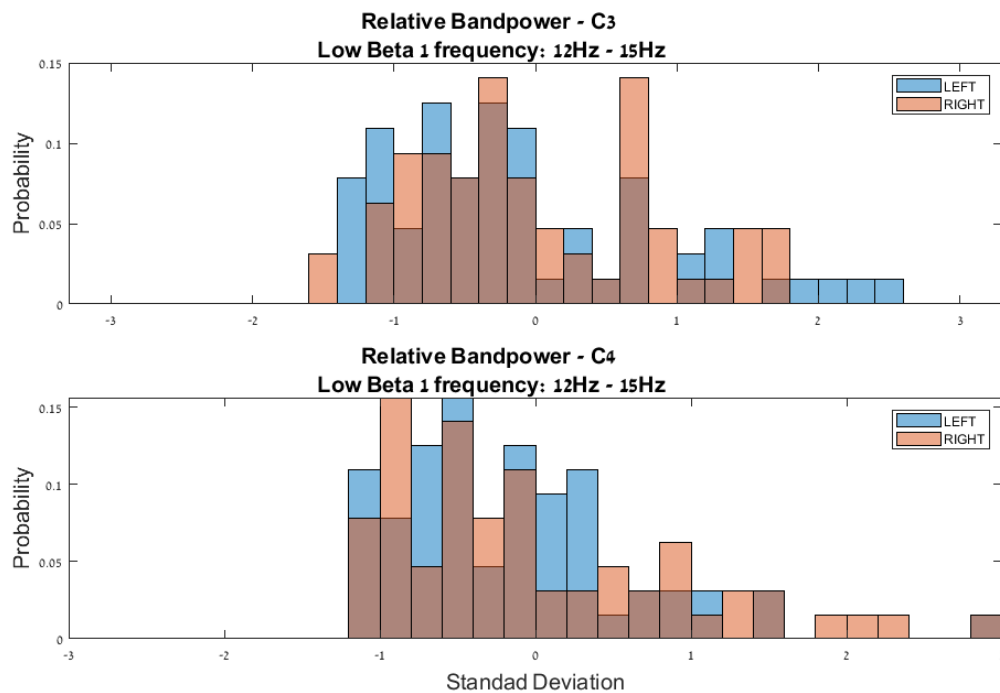 Relative Bandpower - C3
Low Beta 1 frequency: 12Hz - 15Hz
0.15
0.1
0.05
0
Probability
LEFT
RIGHT
-3
-2
-1
0
1
2
3
Relative Bandpower - C4
Low Beta 1 frequency: 12Hz - 15Hz
0.15
0.1
0.05
0
Probability
LEFT
RIGHT
-3
-2
-1
0
1
2
Standad Deviation